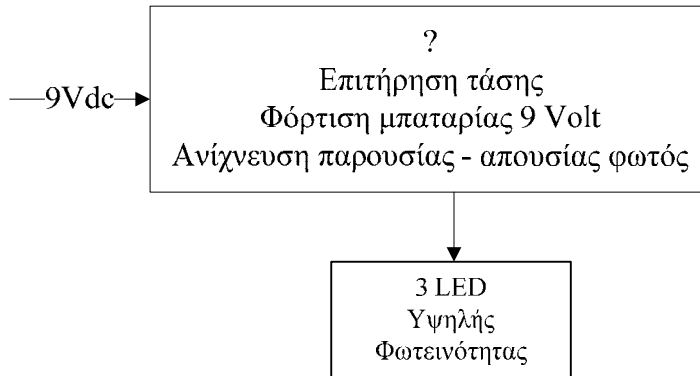 ?
Επιτήρηση τάσης
9Vdc
Φόρτιση μπαταρίας 9 Volt
Ανίχνευση παρουσίας - απουσίας φωτός
3 LED
Υψηλής
Φωτεινότητας